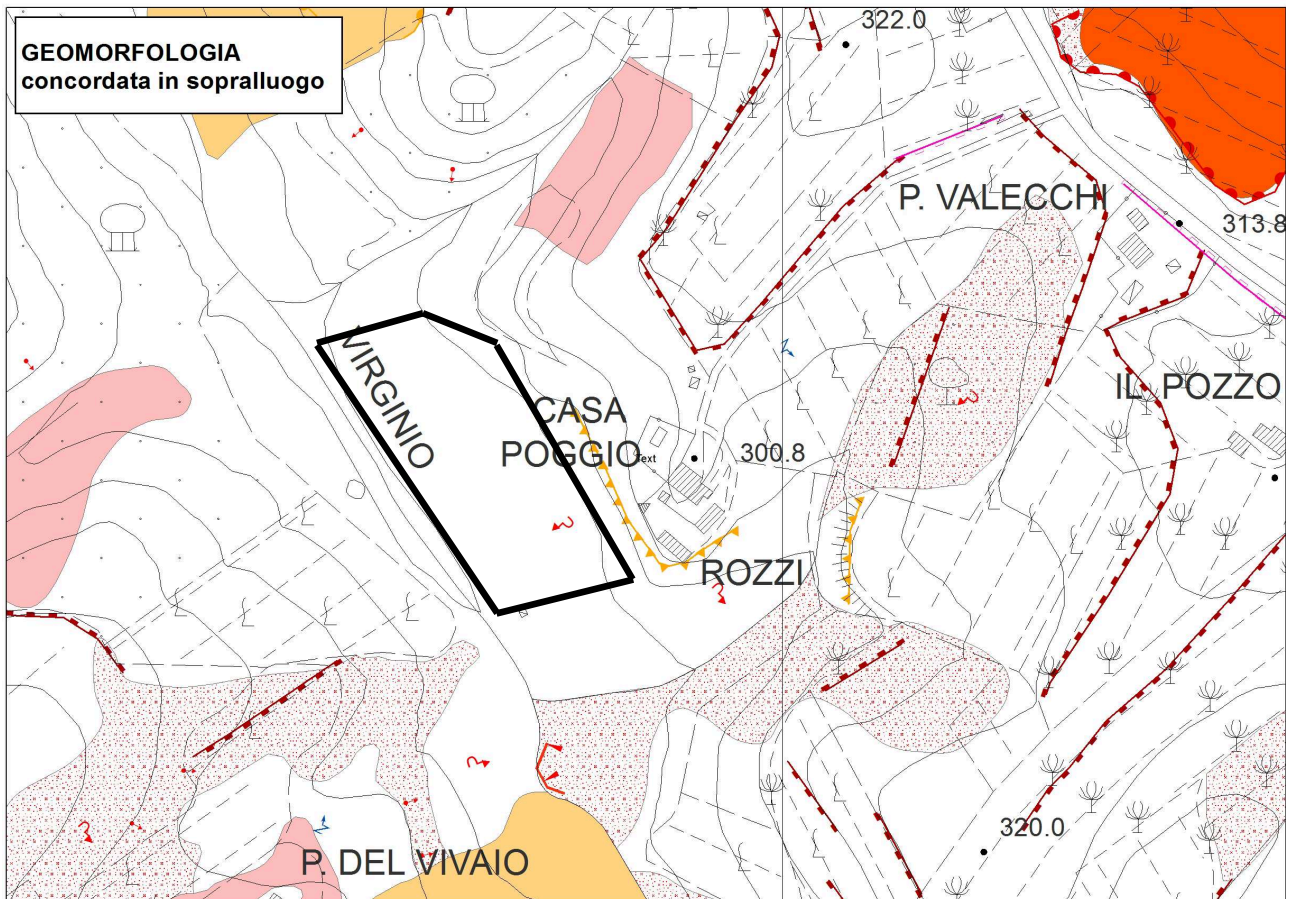 GEOMORFOLOGIA
concordata in sopralluogo
322.0
P. VALECCHI
313.8
VIRGINIO
CASA
POGGIO
Text
300.8
IL POZZO
ROZZI
320.0
P. DEL VIVAIO